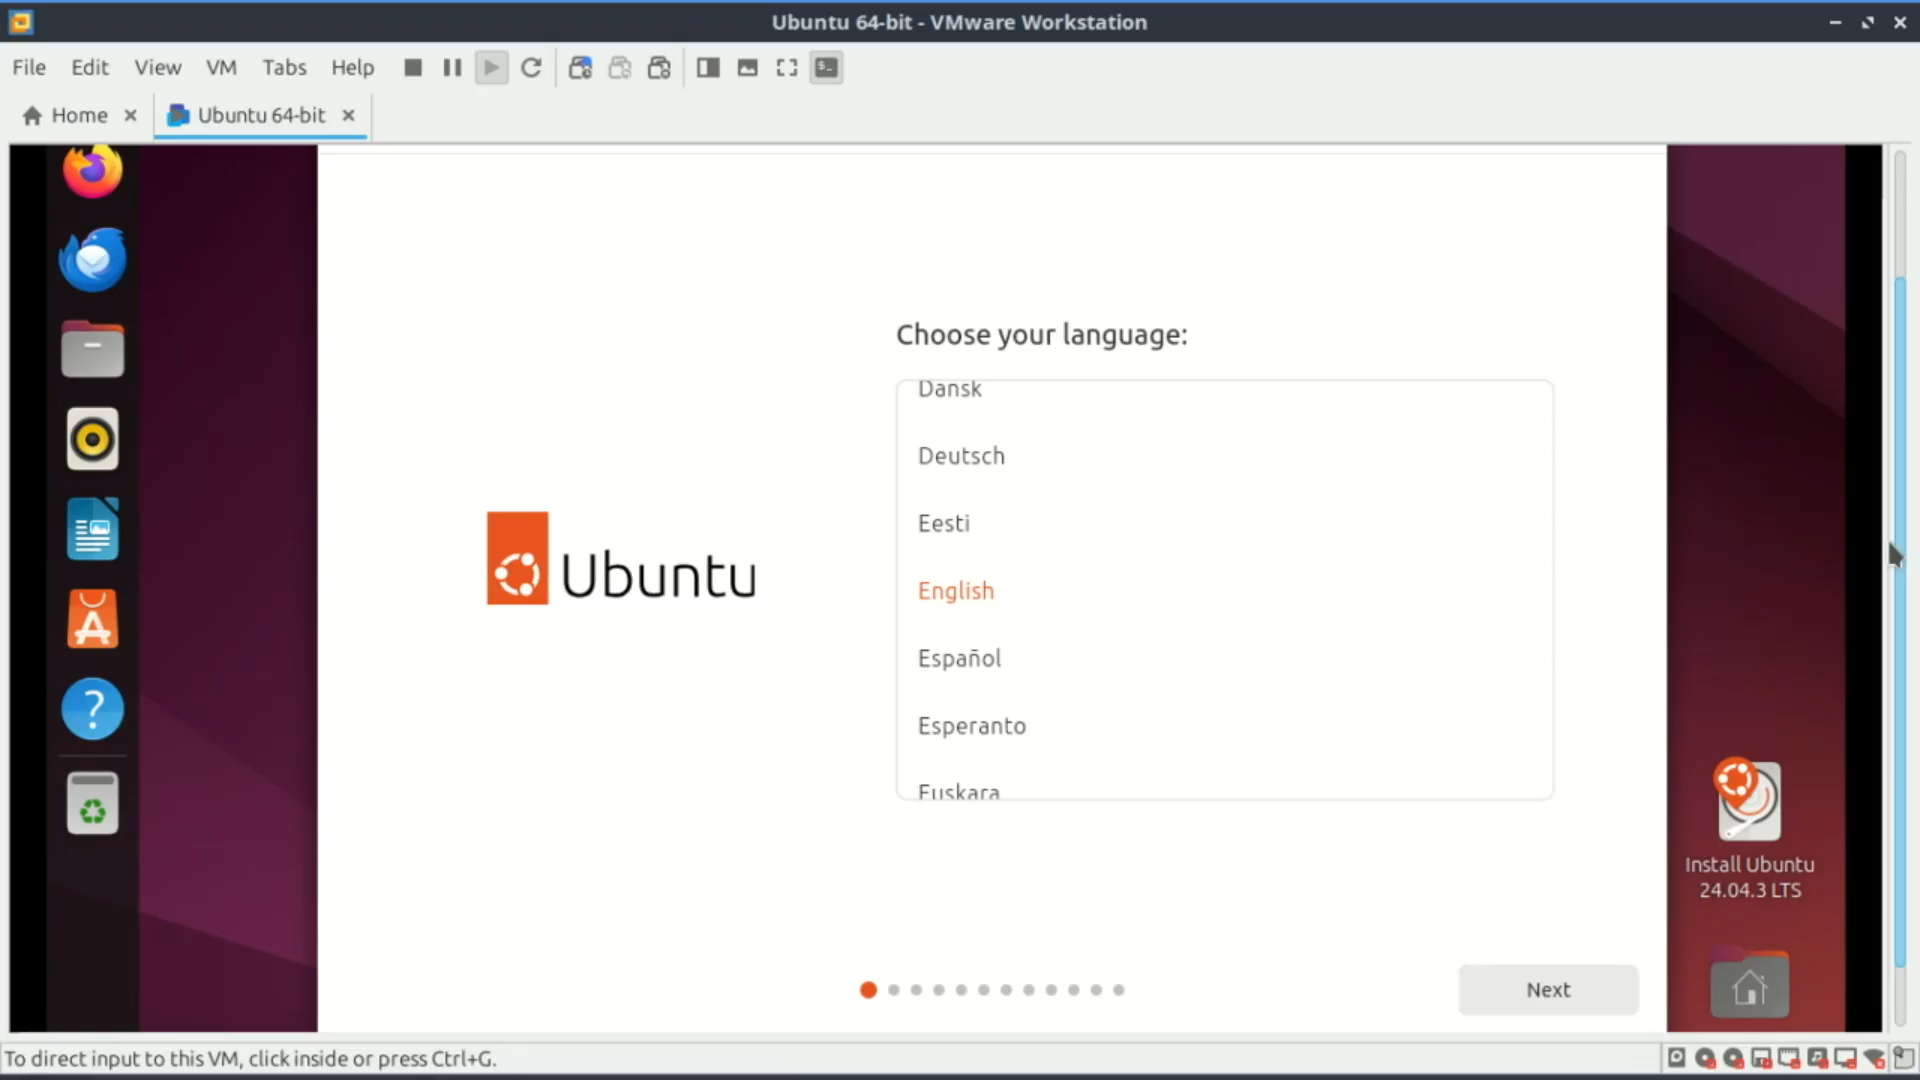 Ubuntu 64-bit - VMware Workstation
File Edit View VM Tabs Help
Home Ubuntu 64-bit
Choose your language:
Dansk
Deutsch
Eesti
English
Español
Esperanto
Euskara
Ubuntu
Install Ubuntu
24.04.3 LTS
Next
To direct input to this VM, click inside or press Ctrl+G.